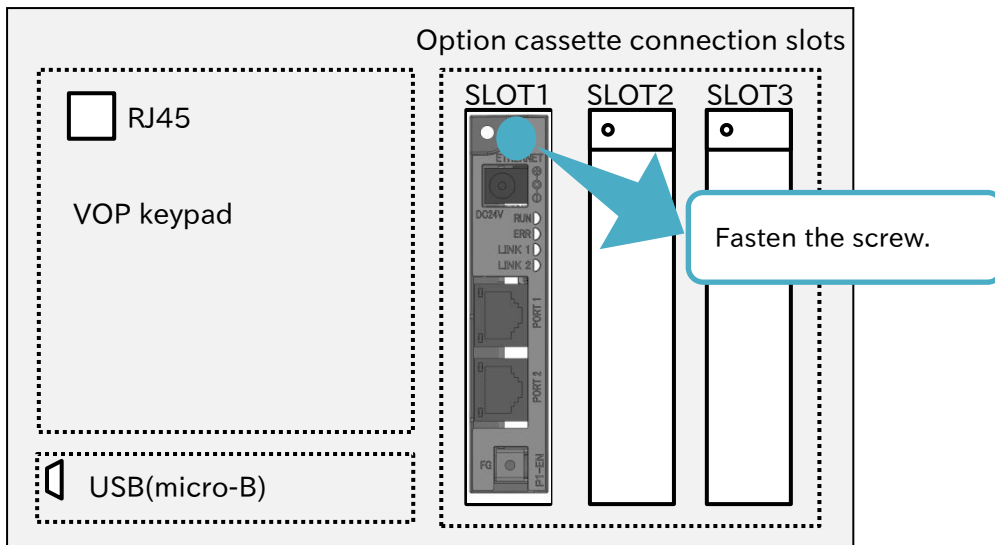 Option cassette connection slots
RJ45
VOP keypad
USB(micro-B)
SLOT1
SLOT2
SLOT3
ETHERNET
DC24V
RUN
ERR
LINK 1
LINK 2
PORT 1
PORT 2
FG
P1-EN
Fasten the screw.